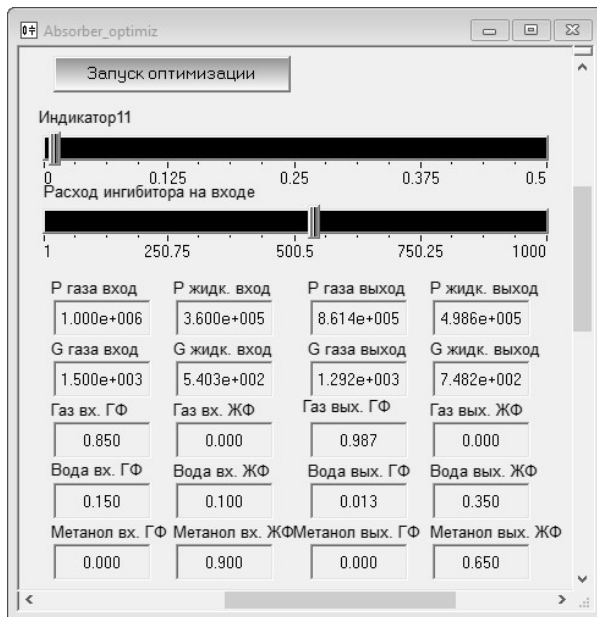 Absorber_optimiz
Запуск оптимизации
Индикатор11
0 0.125 0.25 0.375 0.5
Расход ингибитора на входе
1 250.75 500.5 750.25 1000
P газа вход P жидк. вход P газа выход P жидк. выход
1.000e+006 3.600e+005 8.614e+005 4.986e+005
G газа вход G жидк. вход G газа выход G жидк. выход
1.500e+003 5.403e+002 1.292e+003 7.482e+002
Газ вх. ГФ Газ вх. ЖФ Газ вых. ГФ Газ вых. ЖФ
0.850 0.000 0.987 0.000
Вода вх. ГФ Вода вх. ЖФ Вода вых. ГФ Вода вых. ЖФ
0.150 0.100 0.013 0.350
Метанол вх. ГФ Метанол вх. ЖФ Метанол вых. ГФ Метанол вых. ЖФ
0.000 0.900 0.000 0.650